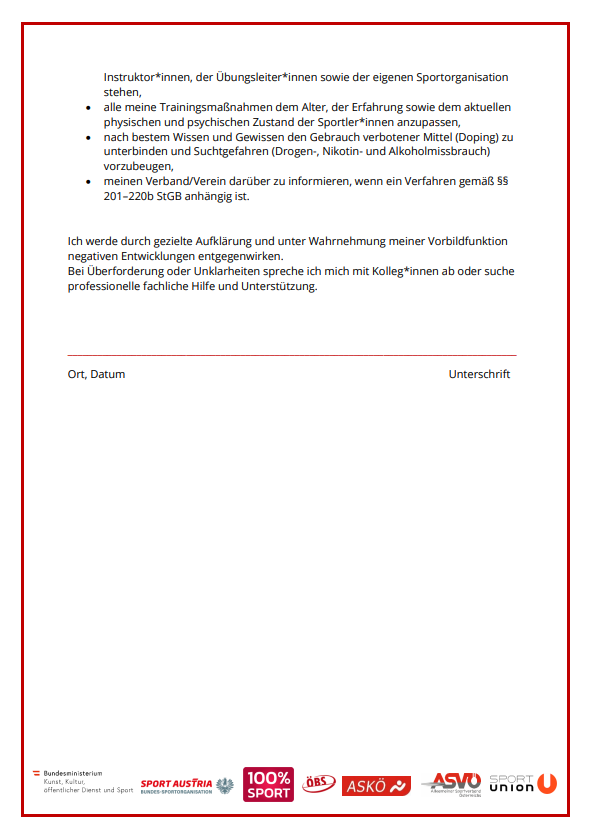 Instruktor*innen, der Übungsleiter*innen sowie der eigenen Sportorganisation
stehen,
• alle meine Trainingsmaßnahmen dem Alter, der Erfahrung sowie dem aktuellen
physischen und psychischen Zustand der Sportler*innen anzupassen,
• nach bestem Wissen und Gewissen den Gebrauch verbotener Mittel (Doping) zu
unterbinden und Suchtgefahren (Drogen-, Nikotin- und Alkoholmissbrauch)
vorzubeugen,
• meinen Verband/Verein darüber zu informieren, wenn ein Verfahren gemäß §§
201–220b StGB anhängig ist.
Ich werde durch gezielte Aufklärung und unter Wahrnehmung meiner Vorbildfunktion
negativen Entwicklungen entgegenwirken.
Bei Überforderung oder Unklarheiten spreche ich mich mit Kolleg*innen ab oder suche
professionelle fachliche Hilfe und Unterstützung.
Ort, Datum Unterschrift
Bundesministerium
Kunst, Kultur,
öffentlicher Dienst und Sport
SPORT AUSTRIA
BUNDES-SPORTORGANISATION
100%
SPORT
ÖBS
ASKÖ
ASVÖ
Allgemeiner Sportverband
Österreichs
SPORT
UNION